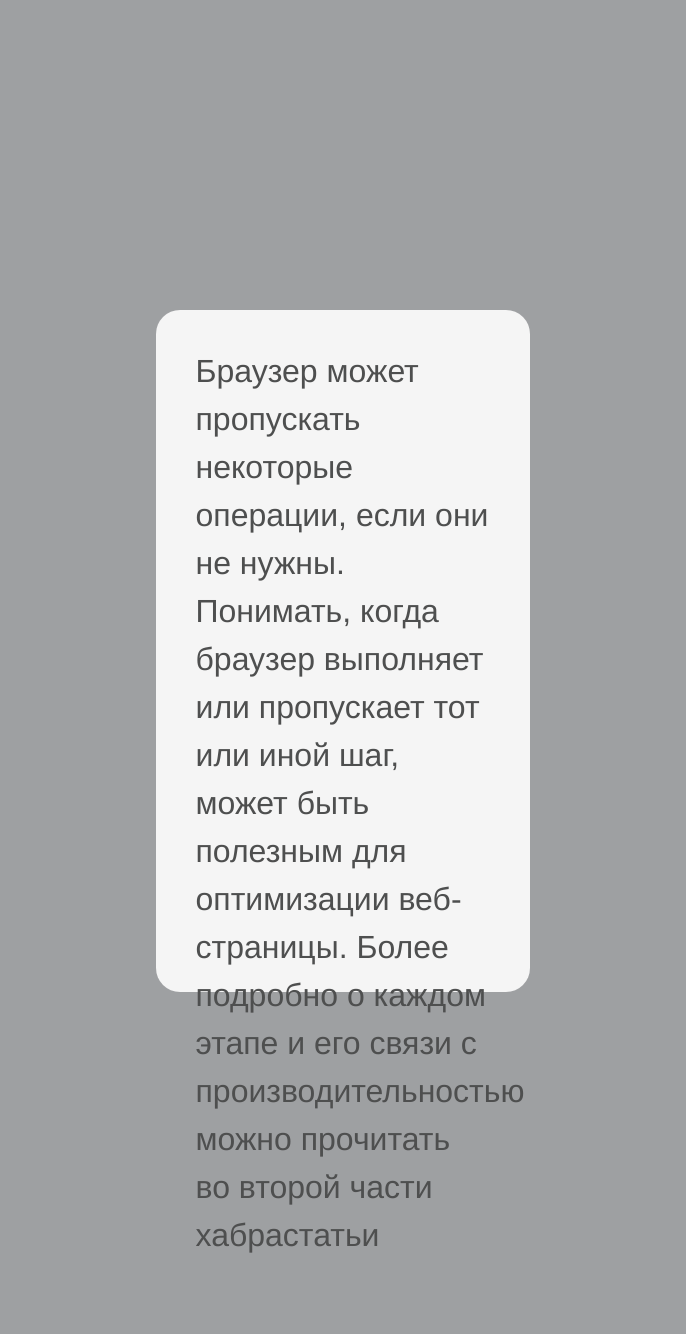 Браузер может
пропускать
некоторые
операции, если они
не нужны.
Понимать, когда
браузер выполняет
или пропускает тот
или иной шаг,
может быть
полезным для
оптимизации веб-
страницы. Более
подробно о каждом
этапе и его связи с
производительностью
можно прочитать
во второй части
хабрастатьи